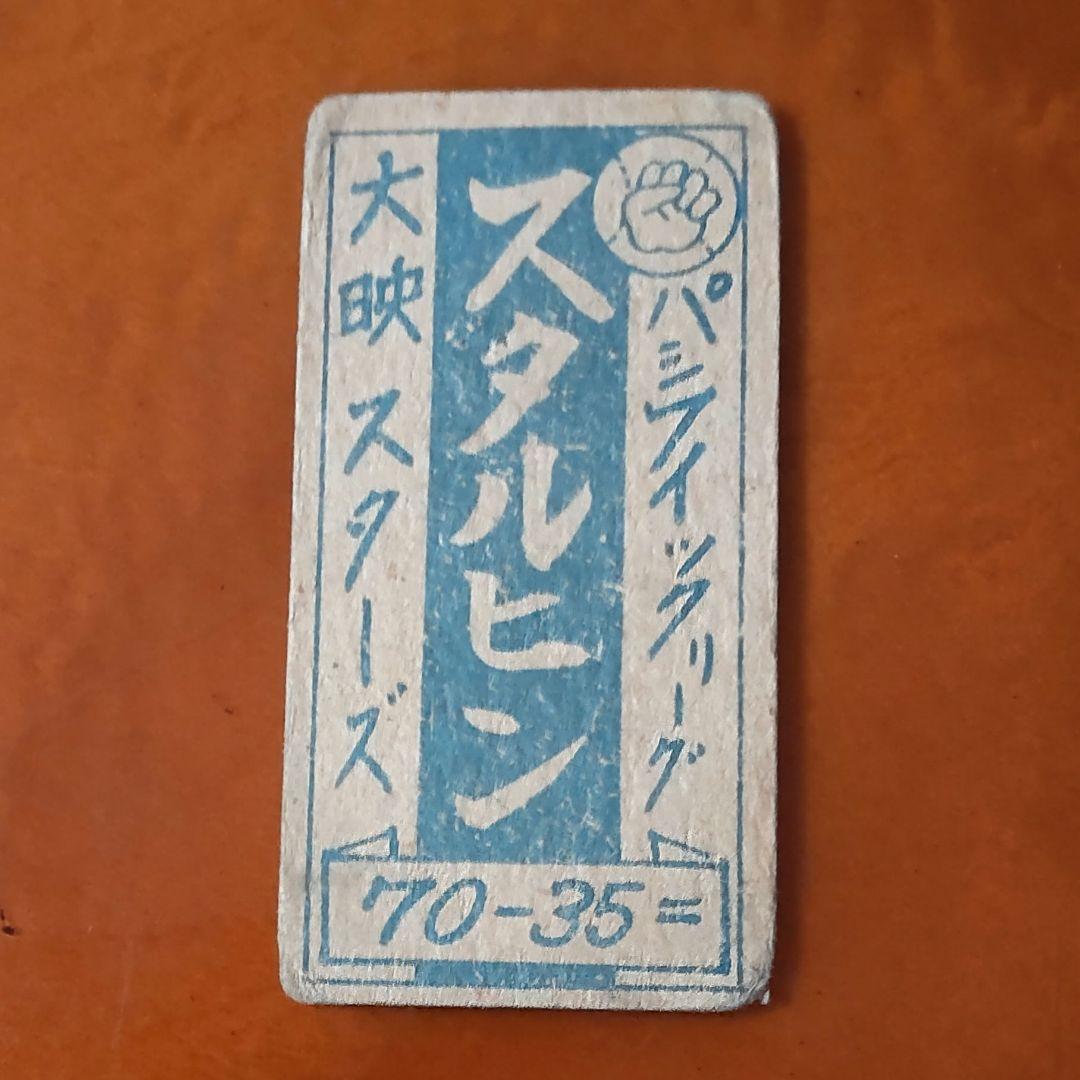 パシフイックリーグ
スタルヒン
大映スターズ
70-35=